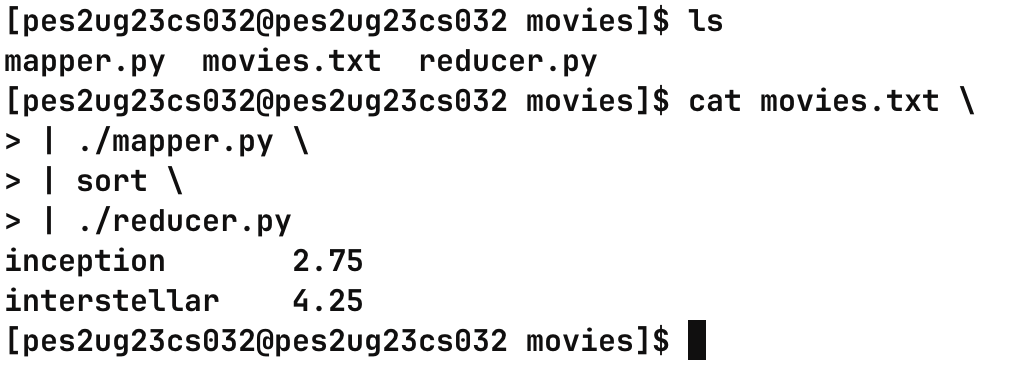 [pes2ug23cs032@pes2ug23cs032 movies]$ ls
mapper.py  movies.txt  reducer.py
[pes2ug23cs032@pes2ug23cs032 movies]$ cat movies.txt \
> | ./mapper.py \
> | sort \
> | ./reducer.py
inception       2.75
interstellar    4.25
[pes2ug23cs032@pes2ug23cs032 movies]$